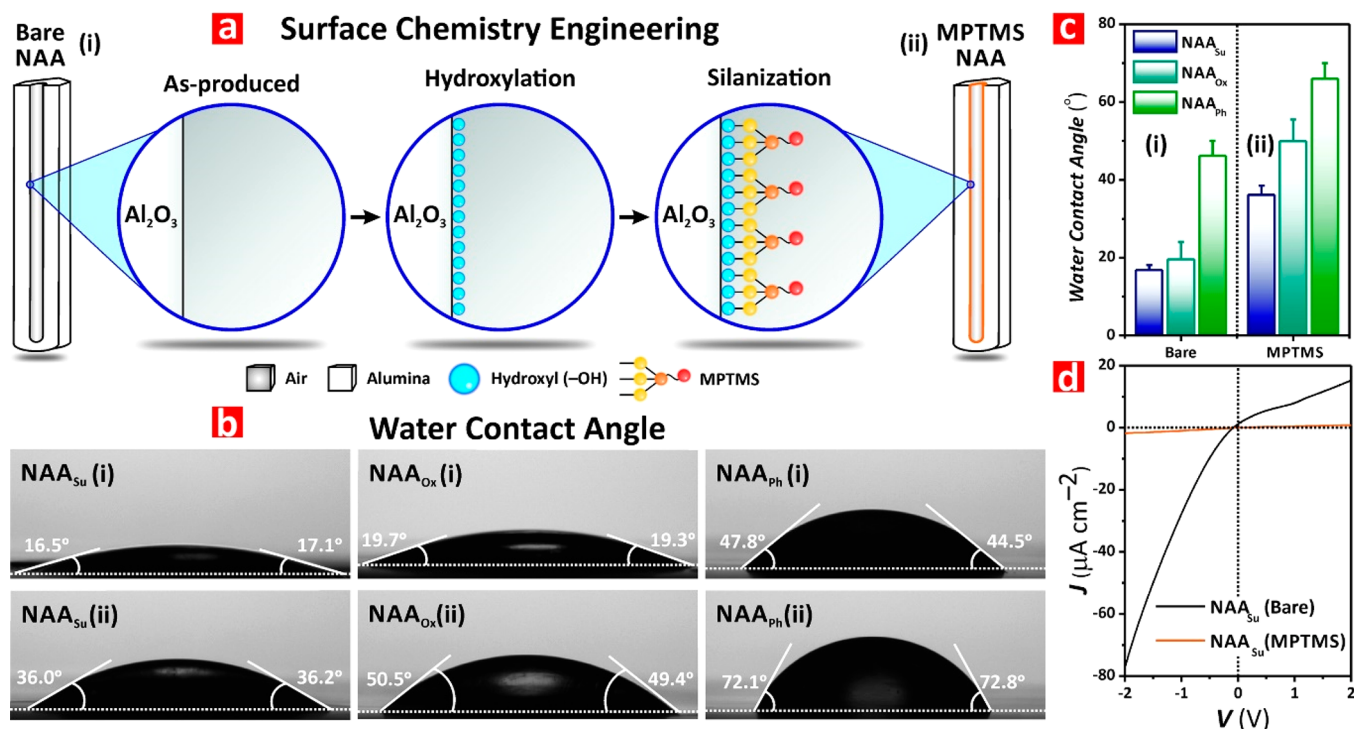 a Surface Chemistry Engineering
Bare
NAA
(i)
As-produced
Al2O3
Hydroxylation
Al2O3
Silanization
Al2O3
(ii)
MPTMS
NAA
Air
Alumina
Hydroxyl (–OH)
MPTMS
b Water Contact Angle
NAASu (i)
16.5°
17.1°
NAAOx (i)
19.7°
19.3°
NAAPh (i)
47.8°
44.5°
NAASu (ii)
36.0°
36.2°
NAAOx (ii)
50.5°
49.4°
NAAPh (ii)
72.1°
72.8°
c
NAASu
NAAOx
NAAPh
(i)
(ii)
Water Contact Angle (°)
80
60
40
20
0
Bare
MPTMS
d
J (μA cm−2)
20
0
-20
-40
-60
-80
NAASu (Bare)
NAASu (MPTMS)
-2
-1
0
1
2
V (V)